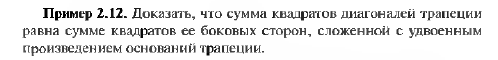 Пример 2.12. Доказать, что сумма квадратов диагоналей трапеции
равна сумме квадратов ее боковых сторон, сложенной с удвоенным
произведением оснований трапеции.